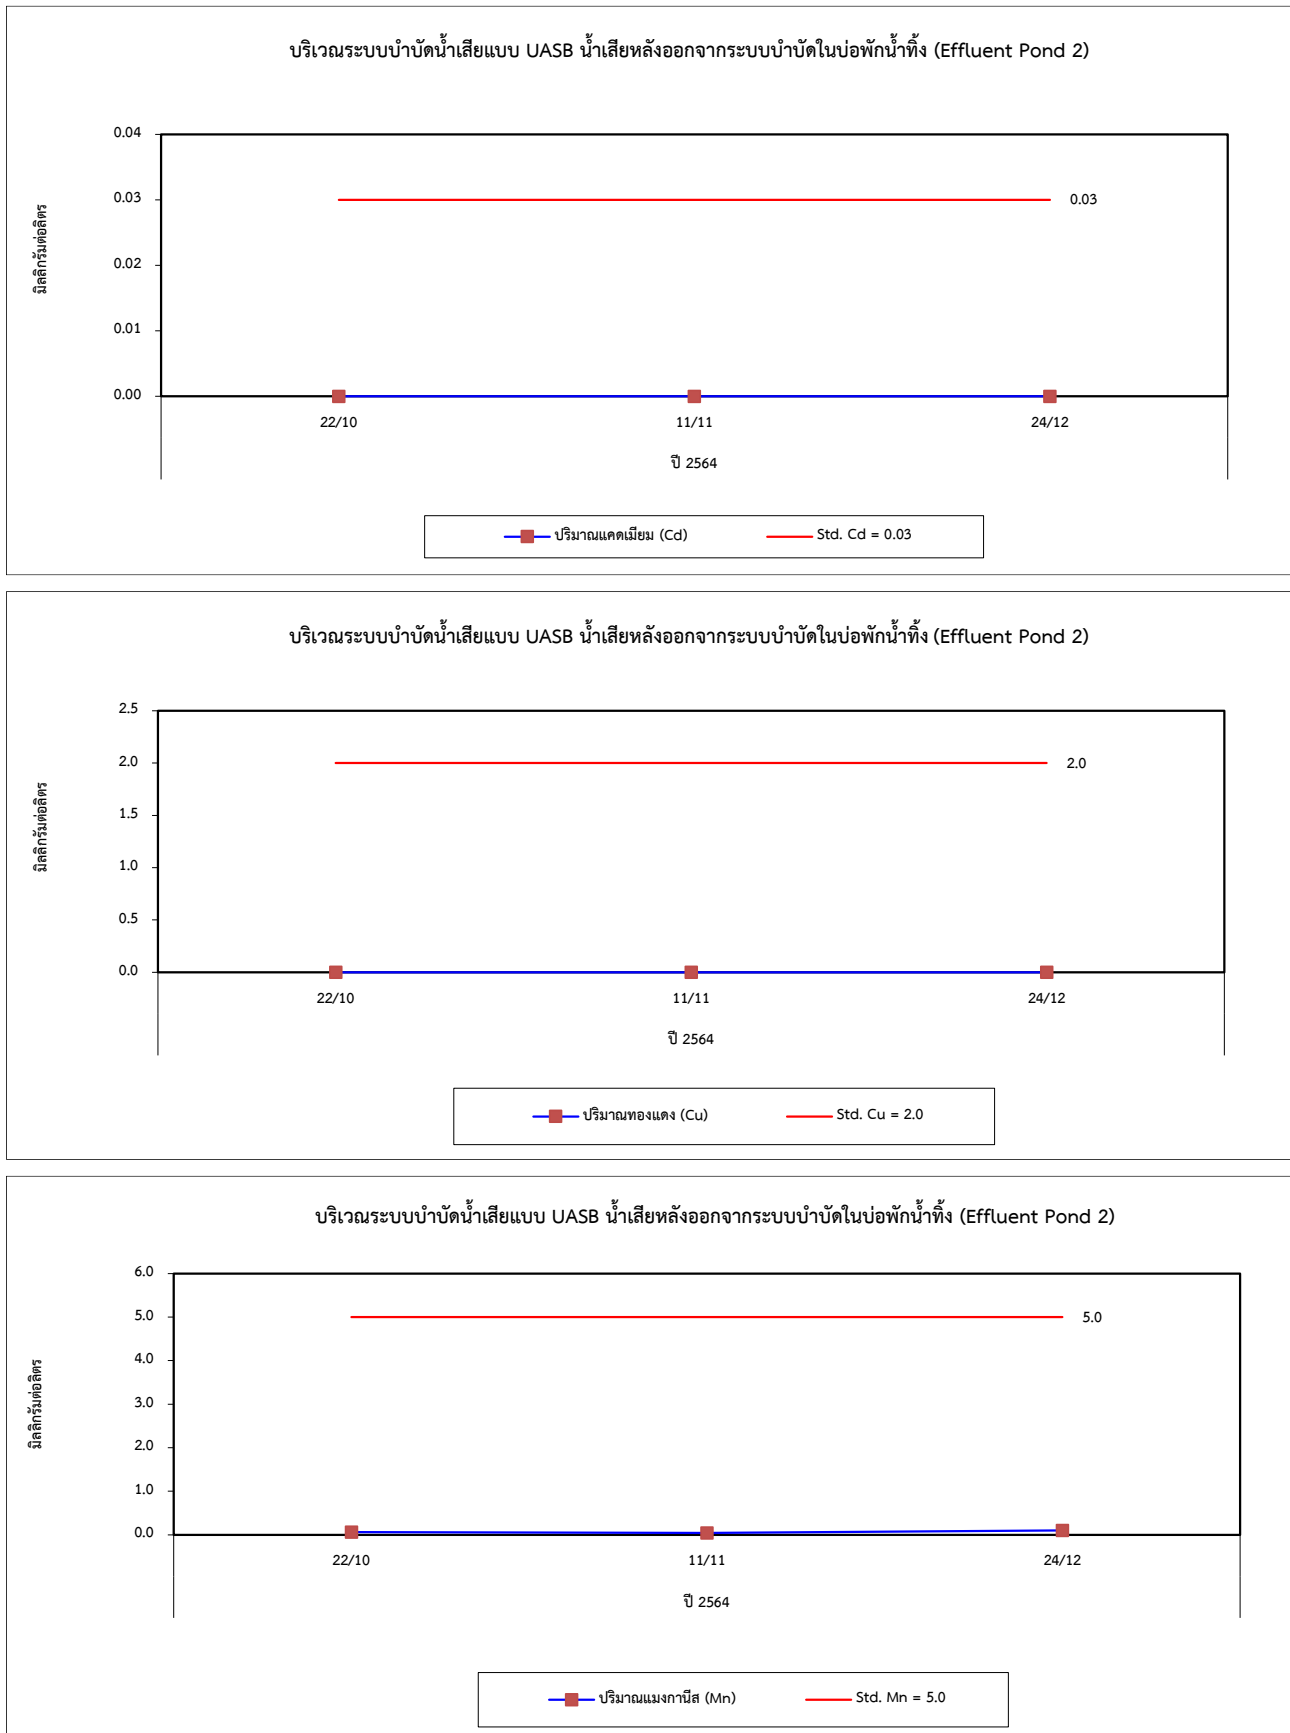 บริเวณระบบบำบัดน้ำเสียแบบ UASB น้ำเสียหลังออกจากระบบบำบัดในบ่อพักน้ำทิ้ง (Effluent Pond 2)
มิลลิกรัมต่อลิตร
0.04
0.03
0.02
0.01
0.00
0.03
22/10 11/11 24/12
ปี 2564
ปริมาณแคดเมียม (Cd) Std. Cd = 0.03
บริเวณระบบบำบัดน้ำเสียแบบ UASB น้ำเสียหลังออกจากระบบบำบัดในบ่อพักน้ำทิ้ง (Effluent Pond 2)
มิลลิกรัมต่อลิตร
2.5
2.0
1.5
1.0
0.5
0.0
2.0
22/10 11/11 24/12
ปี 2564
ปริมาณทองแดง (Cu) Std. Cu = 2.0
บริเวณระบบบำบัดน้ำเสียแบบ UASB น้ำเสียหลังออกจากระบบบำบัดในบ่อพักน้ำทิ้ง (Effluent Pond 2)
มิลลิกรัมต่อลิตร
6.0
5.0
4.0
3.0
2.0
1.0
0.0
5.0
22/10 11/11 24/12
ปี 2564
ปริมาณแมงกานีส (Mn) Std. Mn = 5.0